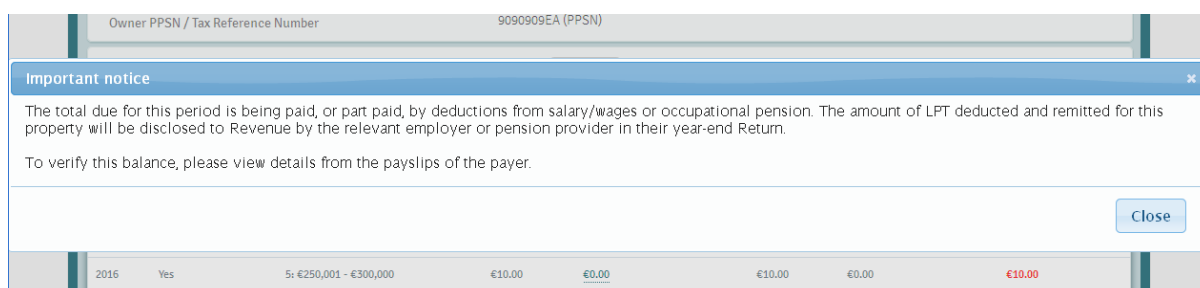 Owner PPSN / Tax Reference Number 9090909EA (PPSN)
Important notice
The total due for this period is being paid, or part paid, by deductions from salary/wages or occupational pension. The amount of LPT deducted and remitted for this
property will be disclosed to Revenue by the relevant employer or pension provider in their year-end Return.
To verify this balance, please view details from the payslips of the payer.
Close
2016 Yes 5: €250,001 - €300,000 €10.00 €0.00 €10.00 €0.00 €10.00